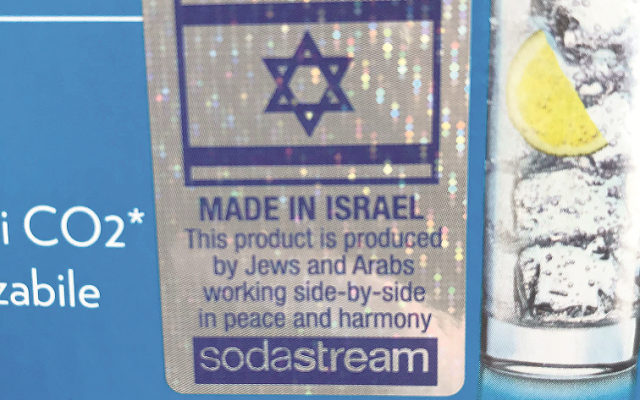 MADE IN ISRAEL
This product is produced
by Jews and Arabs
working side-by-side
in peace and harmony
sodastream
i CO2*
zabile